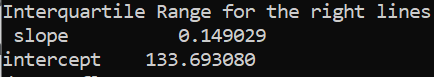 Interquartile Range for the right lines
slope 0.149029
intercept 133.693080